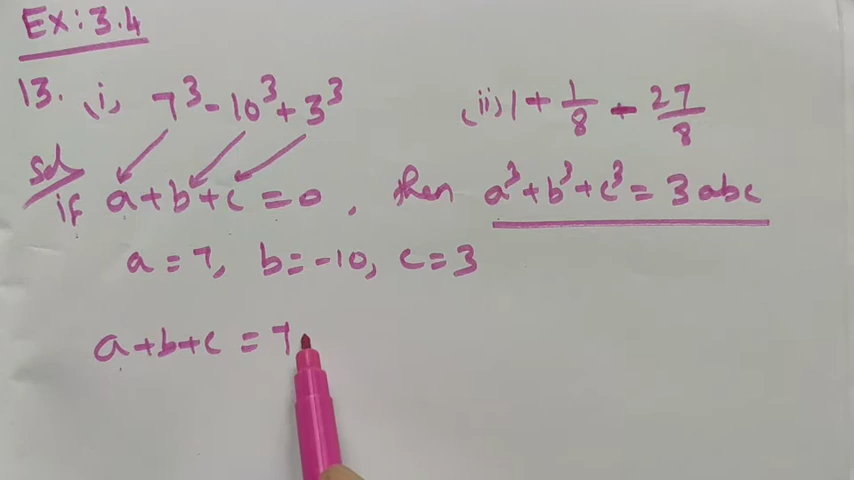 Ex: 3.4
13. (i) 7³ - 10³ + 3³
(ii) 1 + 1/8 - 27/8
Sol
if a+b+c = 0, then a³+b³+c³ = 3abc
a = 7, b = -10, c = 3
a+b+c = 7